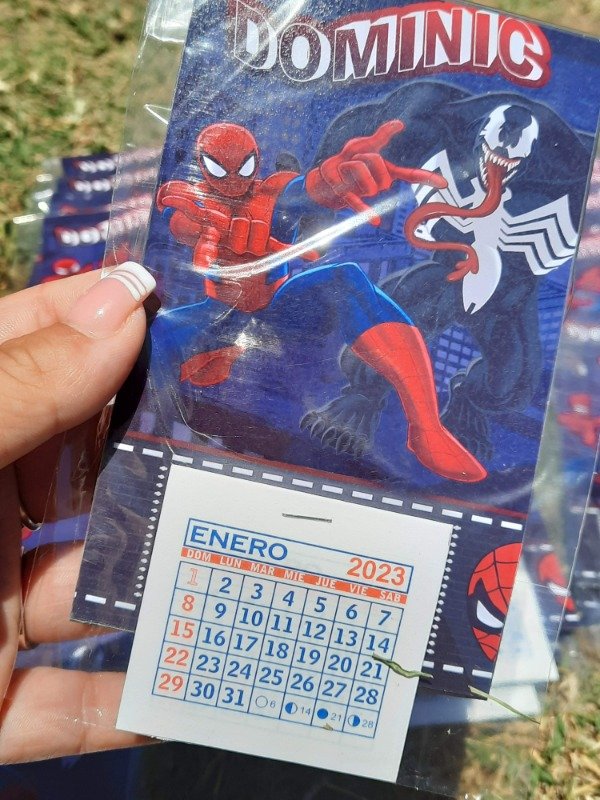 DOMINIC
ENERO 2023
DOM LUN MAR MIE JUE VIE SAB
1 2 3 4 5 6 7
8 9 10 11 12 13 14
15 16 17 18 19 20 21
22 23 24 25 26 27 28
29 30 31 6 14 21 28